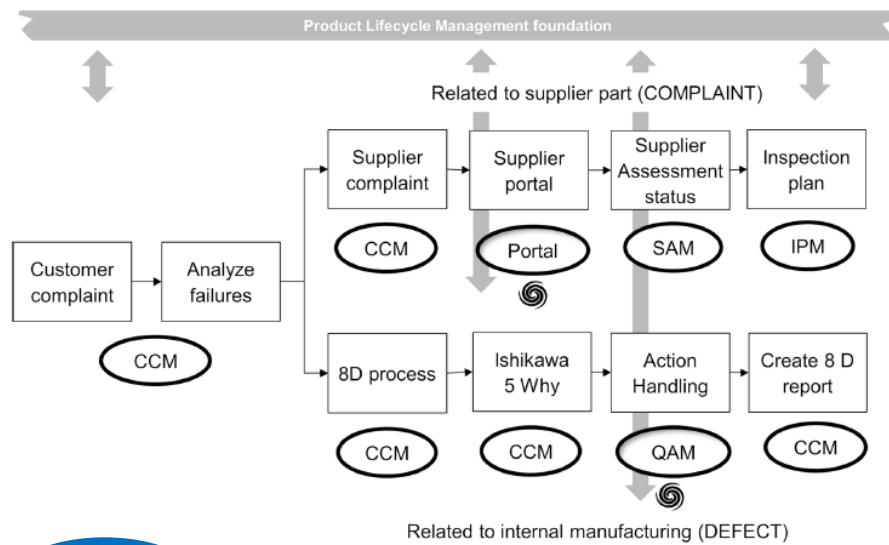 Product Lifecycle Management foundation
Related to supplier part (COMPLAINT)
Supplier
complaint
Supplier
portal
Supplier
Assessment
status
Inspection
plan
CCM
Portal
SAM
IPM
Customer
complaint
Analyze
failures
CCM
8D process
Ishikawa
5 Why
Action
Handling
Create 8 D
report
CCM
CCM
QAM
CCM
Related to internal manufacturing (DEFECT)